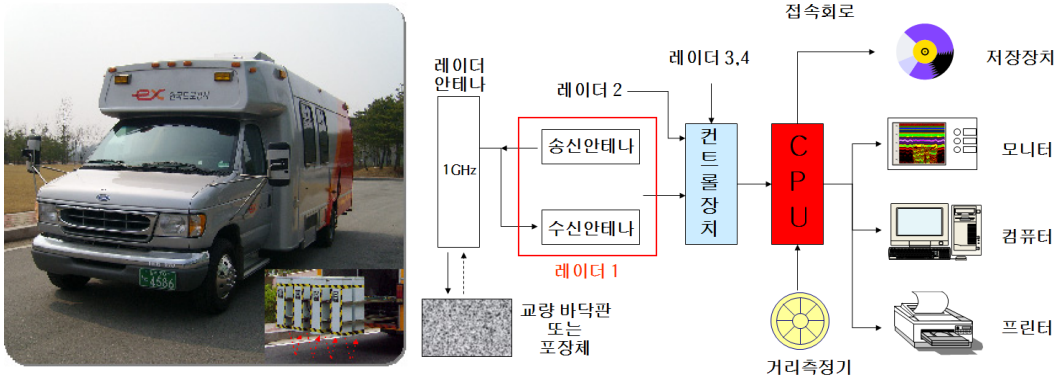 ex 한국도로공사
4586
레이더
안테나
1GHz
레이더 2
레이더 3,4
송신안테나
수신안테나
레이더 1
교량 바닥판
또는
포장체
컨트롤장치
CPU
접속회로
거리측정기
저장장치
모니터
컴퓨터
프린터